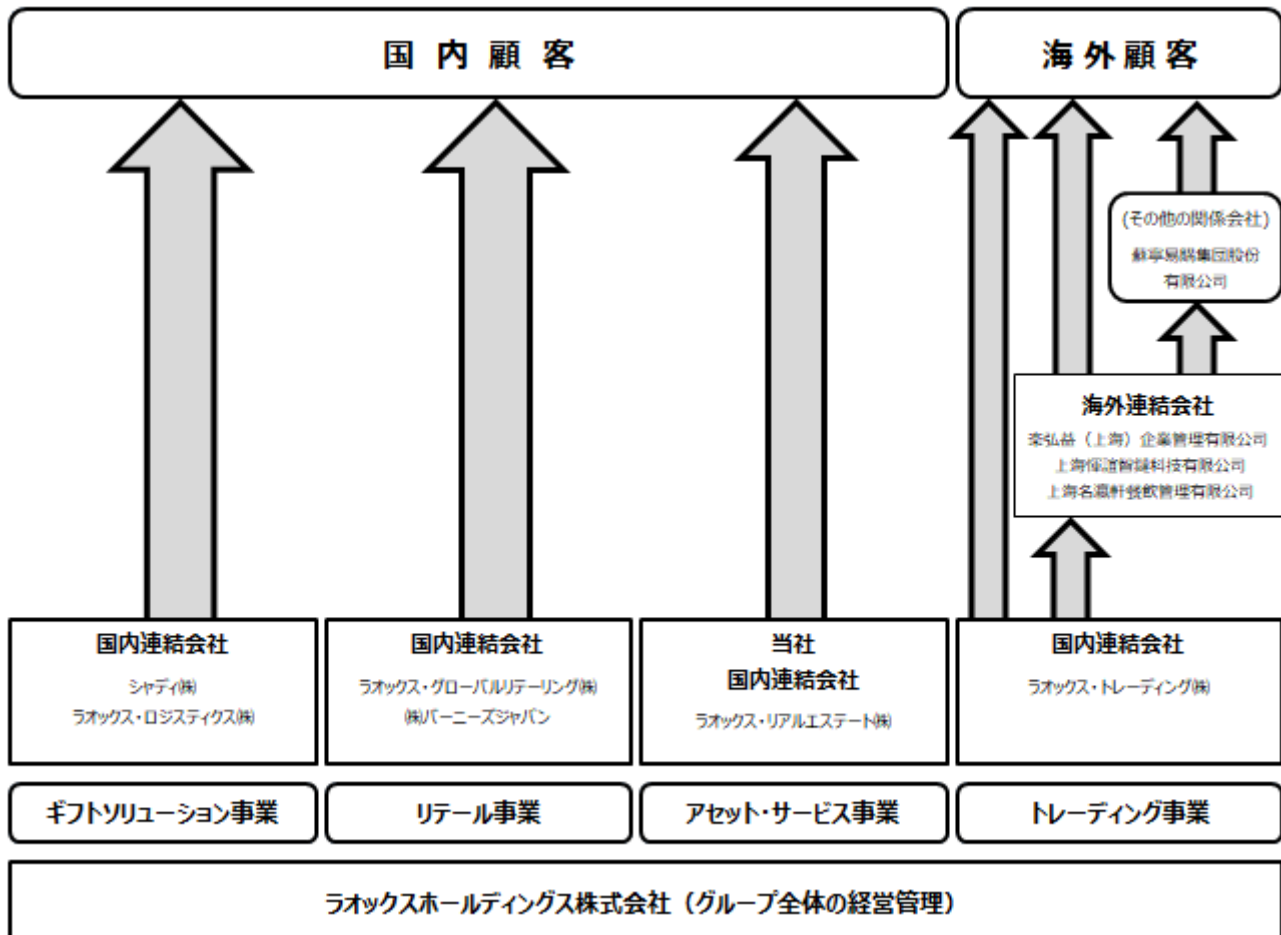 国内顧客
海外顧客
(その他の関係会社)
蘇寧易購集団股份
有限公司
海外連結会社
楽弘益（上海）企業管理有限公司
上海 科技有限公司
上海名瀛軒餐飲管理有限公司
国内連結会社
シャディ㈱
ラオックス・ロジスティクス㈱
国内連結会社
ラオックス・グローバルリテーリング㈱
㈱バーニーズジャパン
当社
国内連結会社
ラオックス・リアルエステート㈱
国内連結会社
ラオックス・トレーディング㈱
ギフトソリューション事業
リテール事業
アセット・サービス事業
トレーディング事業
ラオックスホールディングス株式会社（グループ全体の経営管理）